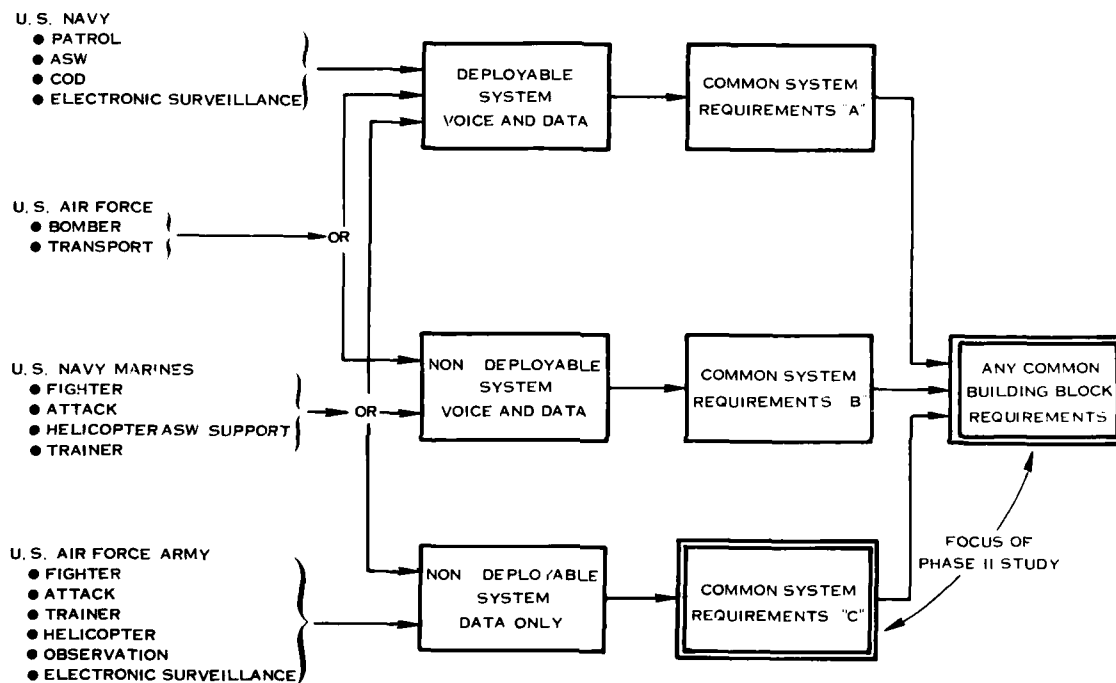 U.S. NAVY
● PATROL
● ASW
● COD
● ELECTRONIC SURVEILLANCE
DEPLOYABLE
SYSTEM
VOICE AND DATA
COMMON SYSTEM
REQUIREMENTS "A"
U.S. AIR FORCE
● BOMBER
● TRANSPORT
OR
U.S. NAVY MARINES
● FIGHTER
● ATTACK
● HELICOPTER ASW SUPPORT
● TRAINER
OR
NON DEPLOYABLE
SYSTEM
VOICE AND DATA
COMMON SYSTEM
REQUIREMENTS B"
ANY COMMON
BUILDING BLOCK
REQUIREMENTS
U.S. AIR FORCE ARMY
● FIGHTER
● ATTACK
● TRAINER
● HELICOPTER
● OBSERVATION
● ELECTRONIC SURVEILLANCE
NON DEPLOYABLE
SYSTEM
DATA ONLY
COMMON SYSTEM
REQUIREMENTS "C"
FOCUS OF
PHASE II STUDY